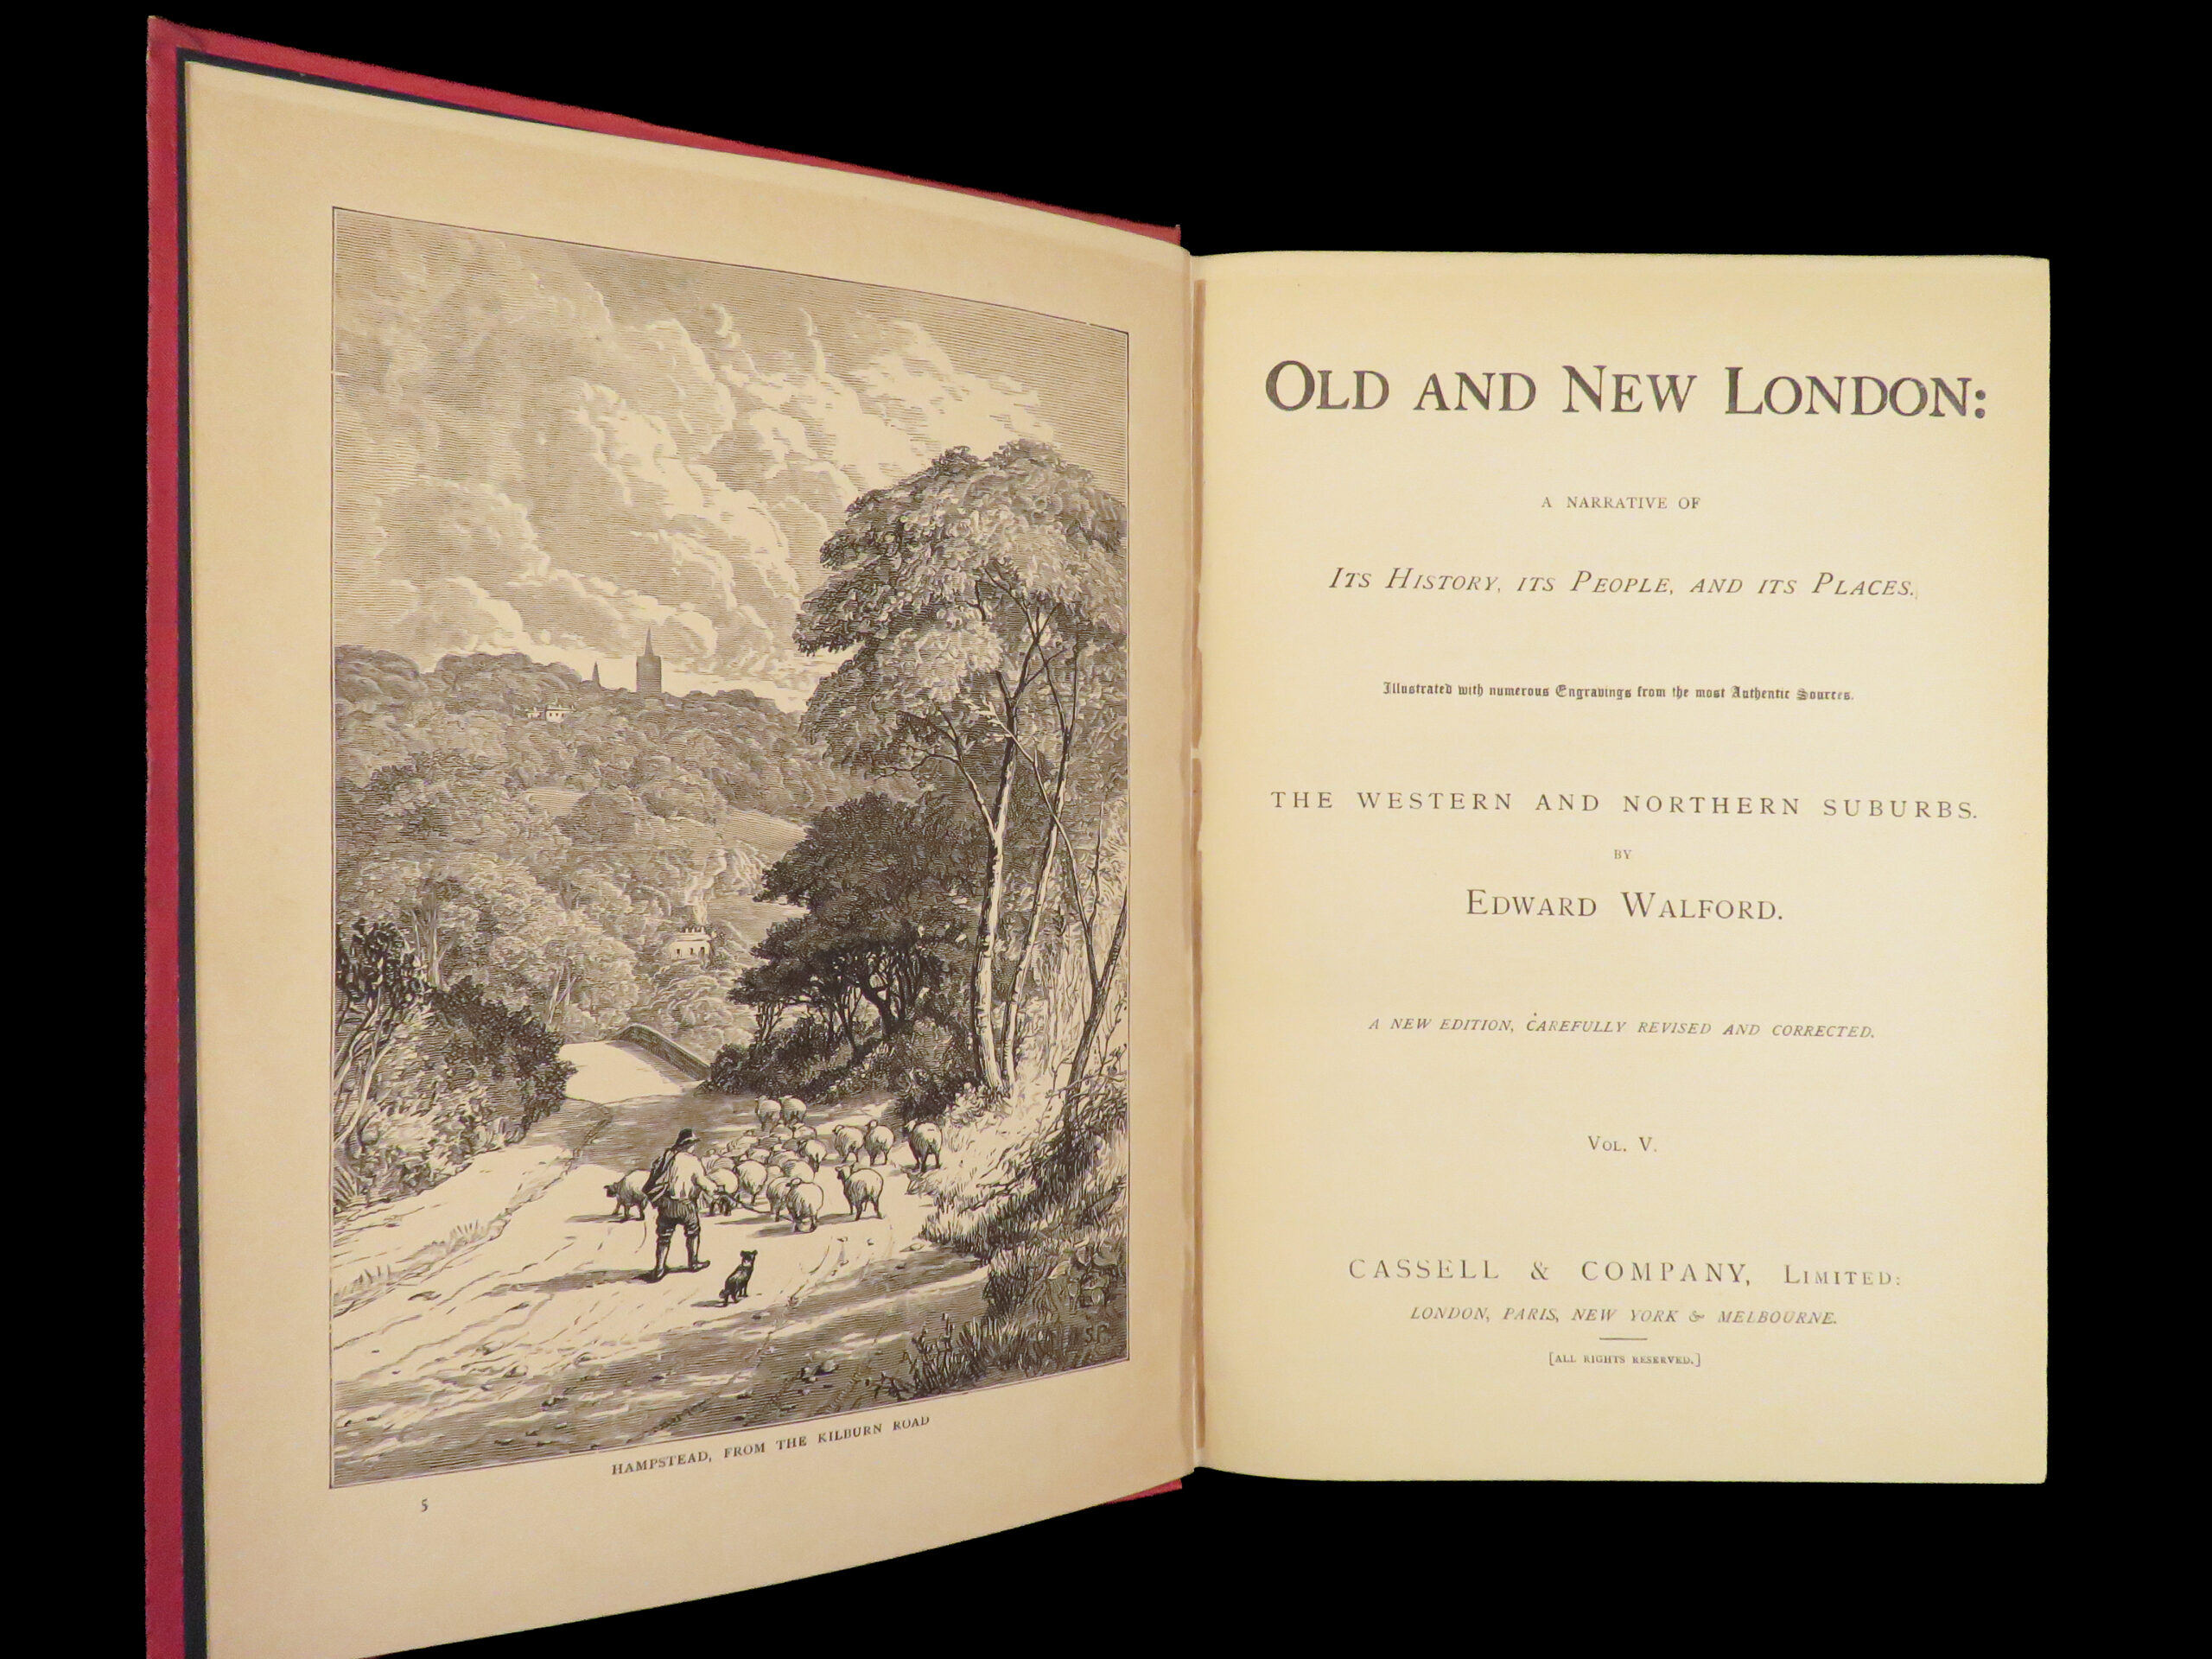 HAMPSTEAD, FROM THE KILBURN ROAD
5
OLD AND NEW LONDON:
A NARRATIVE OF
ITS HISTORY, ITS PEOPLE, AND ITS PLACES.
Illustrated with numerous Engravings from the most Authentic Sources.
THE WESTERN AND NORTHERN SUBURBS.
BY
EDWARD WALFORD.
A NEW EDITION, CAREFULLY REVISED AND CORRECTED.
VOL. V.
CASSELL & COMPANY, LIMITED:
LONDON, PARIS, NEW YORK & MELBOURNE.
[ALL RIGHTS RESERVED.]